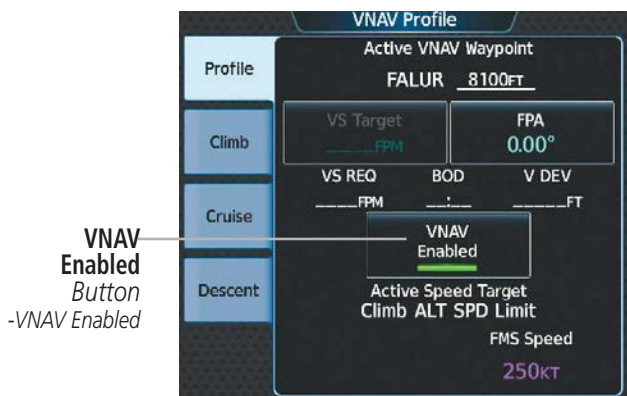 VNAV Profile
Profile
Climb
Cruise
Descent
Active VNAV Waypoint
FALUR 8100FT
VS Target
_____FPM
FPA
0.00°
VS REQ BOD V DEV
____FPM __:__ _____FT
VNAV
Enabled
Active Speed Target
Climb ALT SPD Limit
FMS Speed
250KT
VNAV
Enabled
Button
-VNAV Enabled